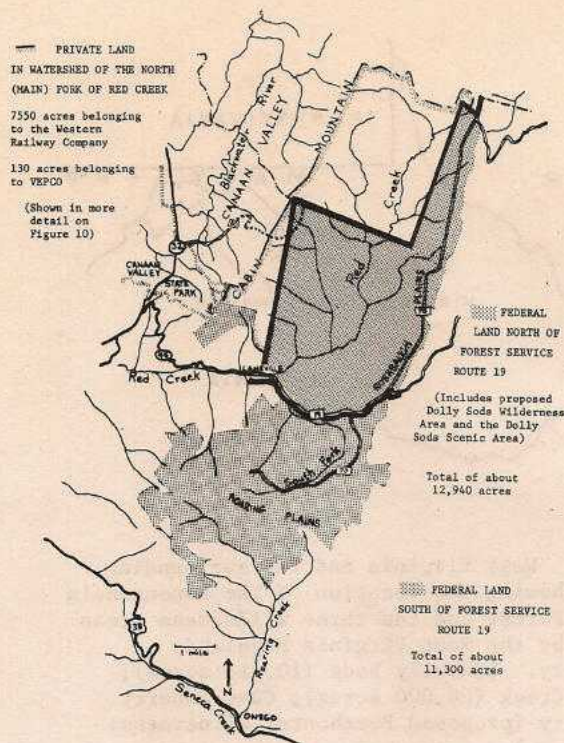 PRIVATE LAND
IN WATERSHED OF THE NORTH
(MAIN) FORK OF RED CREEK
7550 acres belonging
to the Western
Railway Company
130 acres belonging
to VEPCO
(Shown in more
detail on
Figure 10)
Blackwater River
CANAAN VALLEY
CABIN MOUNTAIN
Red Creek
32
CANAAN
VALLEY
STATE
PARK
Red Creek
LANEVILLE
PLAINS
19
South Fork
ROARING PLAINS
FEDERAL
LAND NORTH OF
FOREST SERVICE
ROUTE 19
(Includes proposed
Dolly Sods Wilderness
Area and the Dolly
Sods Scenic Area)
Total of about
12,940 acres
FEDERAL LAND
SOUTH OF FOREST SERVICE
ROUTE 19
Total of about
11,300 acres
Roaring Creek
1 mile
N
Seneca Creek
ONEGO